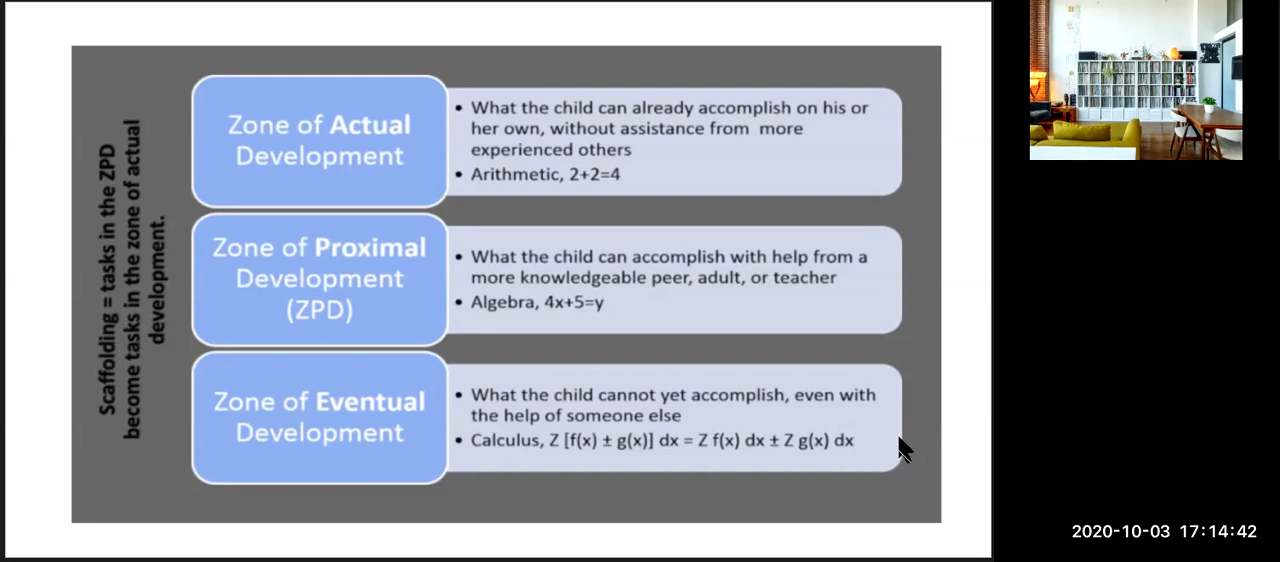 Scaffolding = tasks in the ZPD
become tasks in the zone of actual
development.
Zone of Actual
Development
• What the child can already accomplish on his or
her own, without assistance from more
experienced others
• Arithmetic, 2+2=4
Zone of Proximal
Development
(ZPD)
• What the child can accomplish with help from a
more knowledgeable peer, adult, or teacher
• Algebra, 4x+5=y
Zone of Eventual
Development
• What the child cannot yet accomplish, even with
the help of someone else
• Calculus, Z [f(x) ± g(x)] dx = Z f(x) dx ± Z g(x) dx
2020-10-03 17:14:42